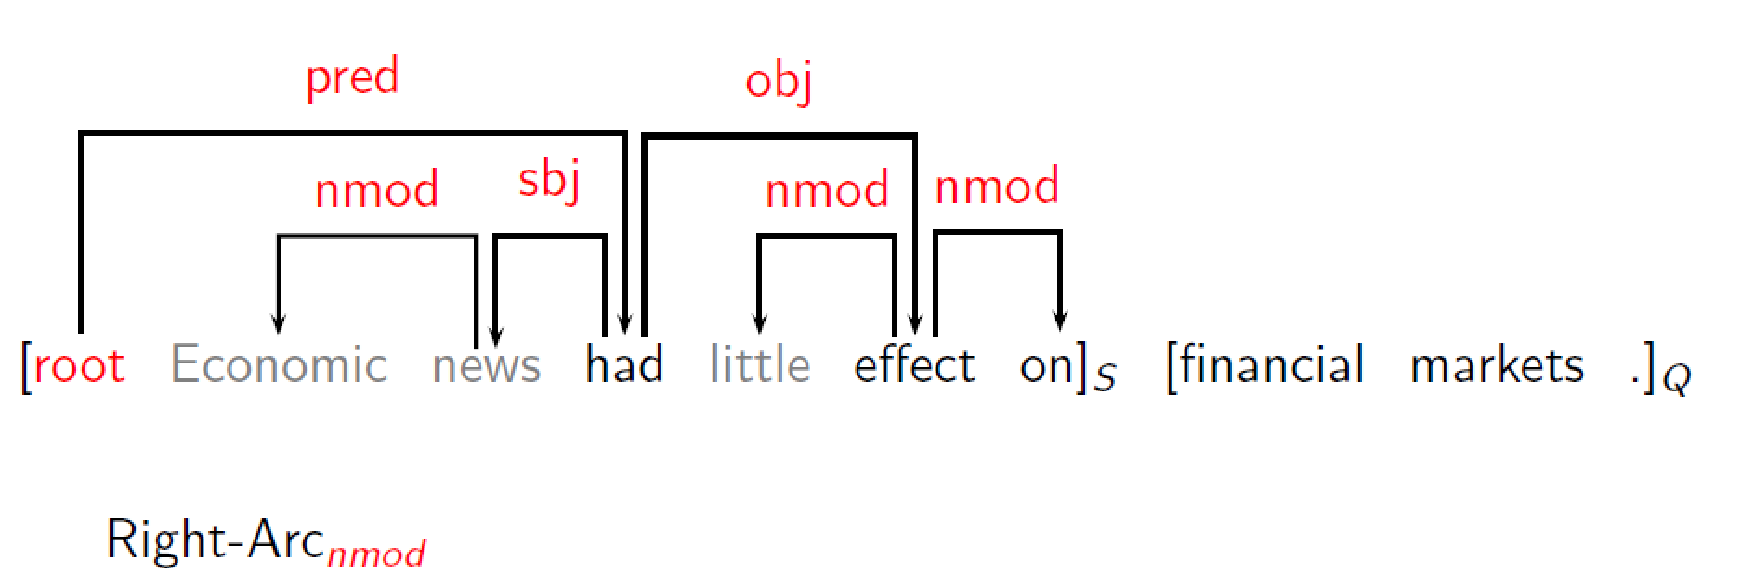 pred obj
nmod sbj nmod nmod
[root Economic news had little effect on]S [financial markets .]Q
Right-Arcnmod